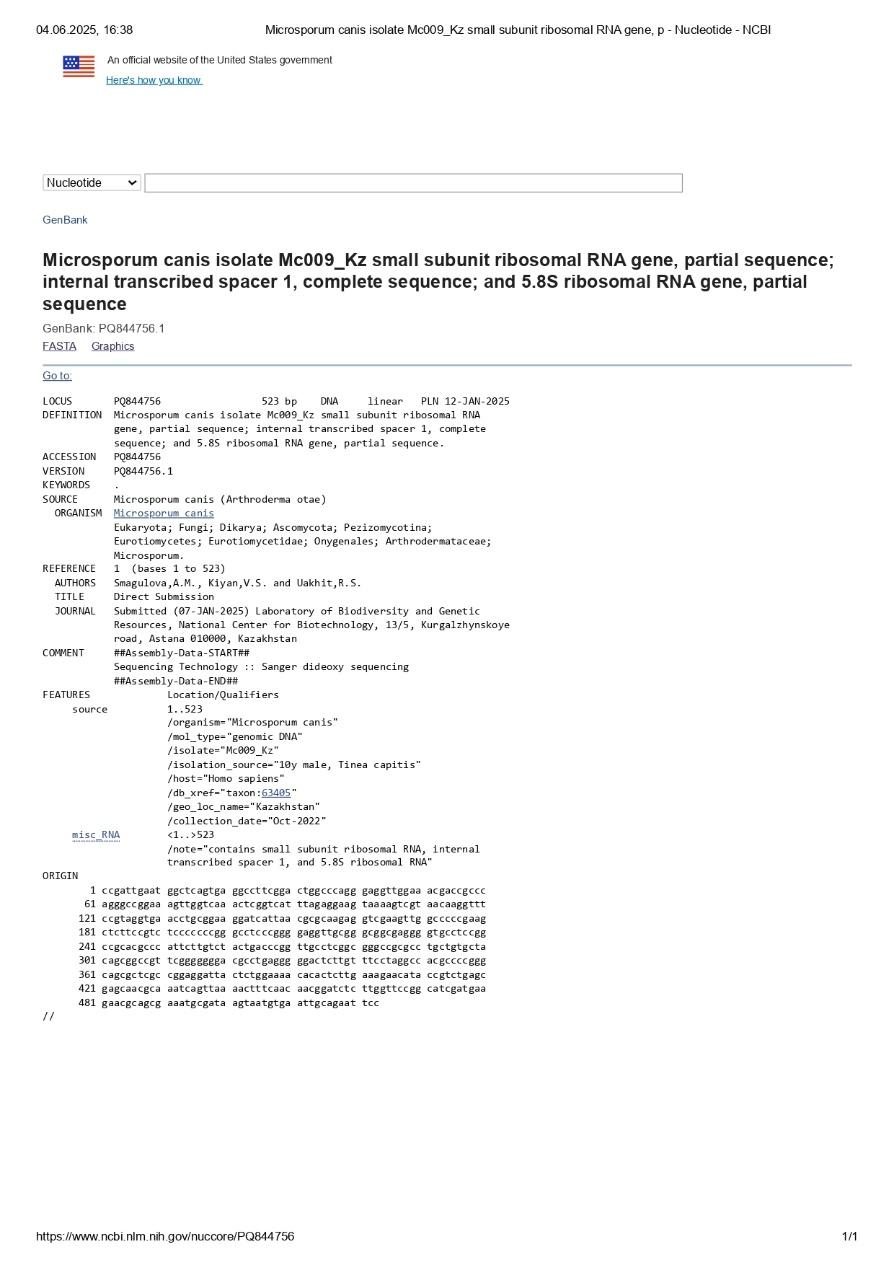 04.06.2025, 16:38 Microsporum canis isolate Mc009_Kz small subunit ribosomal RNA gene, p - Nucleotide - NCBI
An official website of the United States government
Here's how you know
Nucleotide
GenBank
Microsporum canis isolate Mc009_Kz small subunit ribosomal RNA gene, partial sequence;
internal transcribed spacer 1, complete sequence; and 5.8S ribosomal RNA gene, partial
sequence
GenBank: PQ844756.1
FASTA Graphics
Go to:
LOCUS PQ844756 523 bp DNA linear PLN 12-JAN-2025
DEFINITION Microsporum canis isolate Mc009_Kz small subunit ribosomal RNA
gene, partial sequence; internal transcribed spacer 1, complete
sequence; and 5.8S ribosomal RNA gene, partial sequence.
ACCESSION PQ844756
VERSION PQ844756.1
KEYWORDS .
SOURCE Microsporum canis (Arthroderma otae)
ORGANISM Microsporum canis
Eukaryota; Fungi; Dikarya; Ascomycota; Pezizomycotina;
Eurotiomycetes; Eurotiomycetidae; Onygenales; Arthrodermataceae;
Microsporum.
REFERENCE 1 (bases 1 to 523)
AUTHORS Smagulova,A.M., Kiyan,V.S. and Uakhit,R.S.
TITLE Direct Submission
JOURNAL Submitted (07-JAN-2025) Laboratory of Biodiversity and Genetic
Resources, National Center for Biotechnology, 13/5, Kurgalzhynskoye
road, Astana 010000, Kazakhstan
COMMENT ##Assembly-Data-START##
Sequencing Technology :: Sanger dideoxy sequencing
##Assembly-Data-END##
FEATURES Location/Qualifiers
source 1..523
/organism="Microsporum canis"
/mol_type="genomic DNA"
/isolate="Mc009_Kz"
/isolation_source="10y male, Tinea capitis"
/host="Homo sapiens"
/db_xref="taxon:63405"
/geo_loc_name="Kazakhstan"
/collection_date="Oct-2022"
misc_RNA <1..>523
/note="contains small subunit ribosomal RNA, internal
transcribed spacer 1, and 5.8S ribosomal RNA"
ORIGIN
1 ccgattgaat ggctcagtga ggccttcgga ctggcccagg gaggttggaa acgaccgccc
61 agggccggaa agttggtcaa actcggtcat ttagaggaag taaaagtcgt aacaaggttt
121 ccgtaggtga acctgcggaa ggatcattaa cgcgcaagag gtcgaagttg gcccccgaag
181 ctcttccgtc tcccccccgg gcctcccggg gaggttgcgg gcggcgaggg gtgcctccgg
241 ccgcacgccc attcttgtct actgacccgg ttgcctcggc gggccgcgcc tgctgtgcta
301 cagcggccgt tcgggggggga cgcctgaggg ggactcttgt ttcctaggcc acgccccggg
361 cagcgctcgc cggaggatta ctctggaaaa cacactcttg aaagaacata ccgtctgagc
421 gagcaacgca aatcagttaa aactttcaac aacggatctc ttggttccgg catcgatgaa
481 gaacgcagcg aaatgcgata agtaatgtga attgcagaat tcc
//
https://www.ncbi.nlm.nih.gov/nuccore/PQ844756 1/1